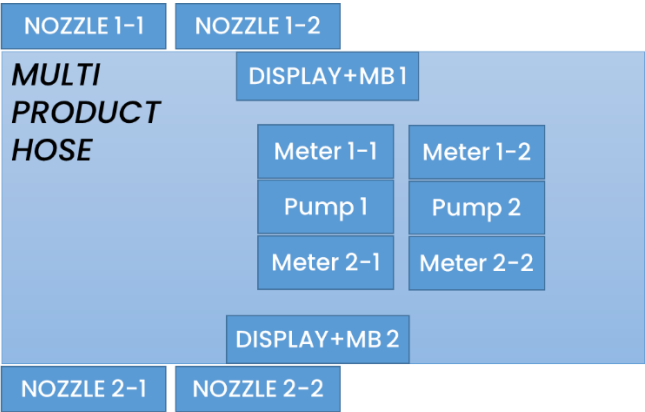 NOZZLE 1-1
NOZZLE 1-2
MULTI
PRODUCT
HOSE
DISPLAY+MB 1
Meter 1-1
Meter 1-2
Pump 1
Pump 2
Meter 2-1
Meter 2-2
DISPLAY+MB 2
NOZZLE 2-1
NOZZLE 2-2